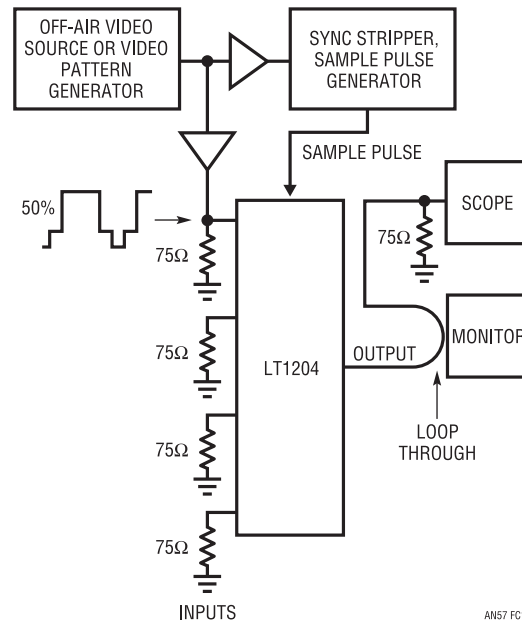 OFF-AIR VIDEO
SOURCE OR VIDEO
PATTERN
GENERATOR
SYNC STRIPPER,
SAMPLE PULSE
GENERATOR
SAMPLE PULSE
50%
SCOPE
75Ω
75Ω
MONITOR
OUTPUT
LT1204
75Ω
LOOP
THROUGH
75Ω
75Ω
INPUTS
AN57 FC